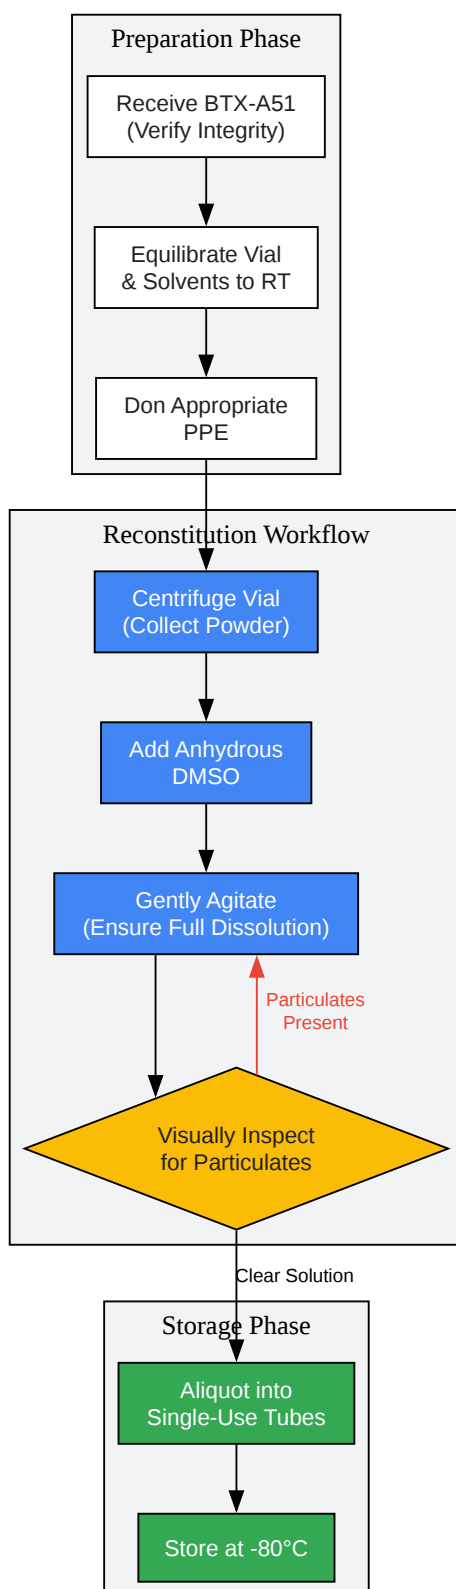 Preparation Phase
Receive BTX-A51
(Verify Integrity)
Equilibrate Vial
& Solvents to RT
Don Appropriate
PPE
Reconstitution Workflow
Centrifuge Vial
(Collect Powder)
Add Anhydrous
DMSO
Gently Agitate
(Ensure Full Dissolution)
Particulates
Present
Visually Inspect
for Particulates
Clear Solution
Storage Phase
Aliquot into
Single-Use Tubes
Store at -80°C